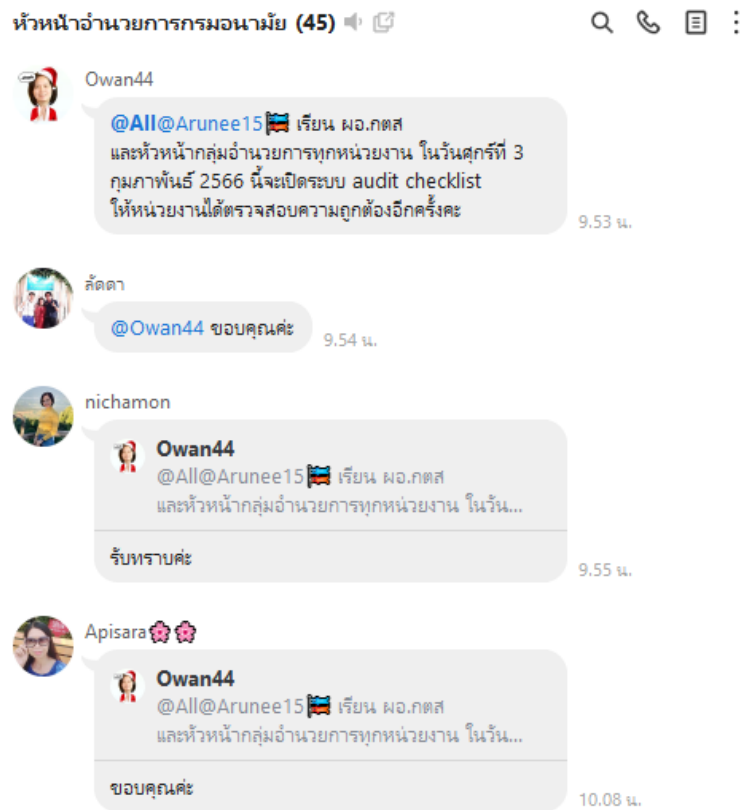 หัวหน้าอำนวยการกรมอนามัย (45)
Owan44
@All@Arunee15 เรียน ผอ.กตส
และหัวหน้ากลุ่มอำนวยการทุกหน่วยงาน ในวันศุกร์ที่ 3
กุมภาพันธ์ 2566 นี้จะเปิดระบบ audit checklist
ให้หน่วยงานได้ตรวจสอบความถูกต้องอีกครั้งคะ
9.53 น.
ลัดดา
@Owan44 ขอบคุณค่ะ
9.54 น.
nichamon
Owan44
@All@Arunee15 เรียน ผอ.กตส
และหัวหน้ากลุ่มอำนวยการทุกหน่วยงาน ในวัน...
รับทราบค่ะ
9.55 น.
Apisara🌸🌸
Owan44
@All@Arunee15 เรียน ผอ.กตส
และหัวหน้ากลุ่มอำนวยการทุกหน่วยงาน ในวัน...
ขอบคุณค่ะ
10.08 น.